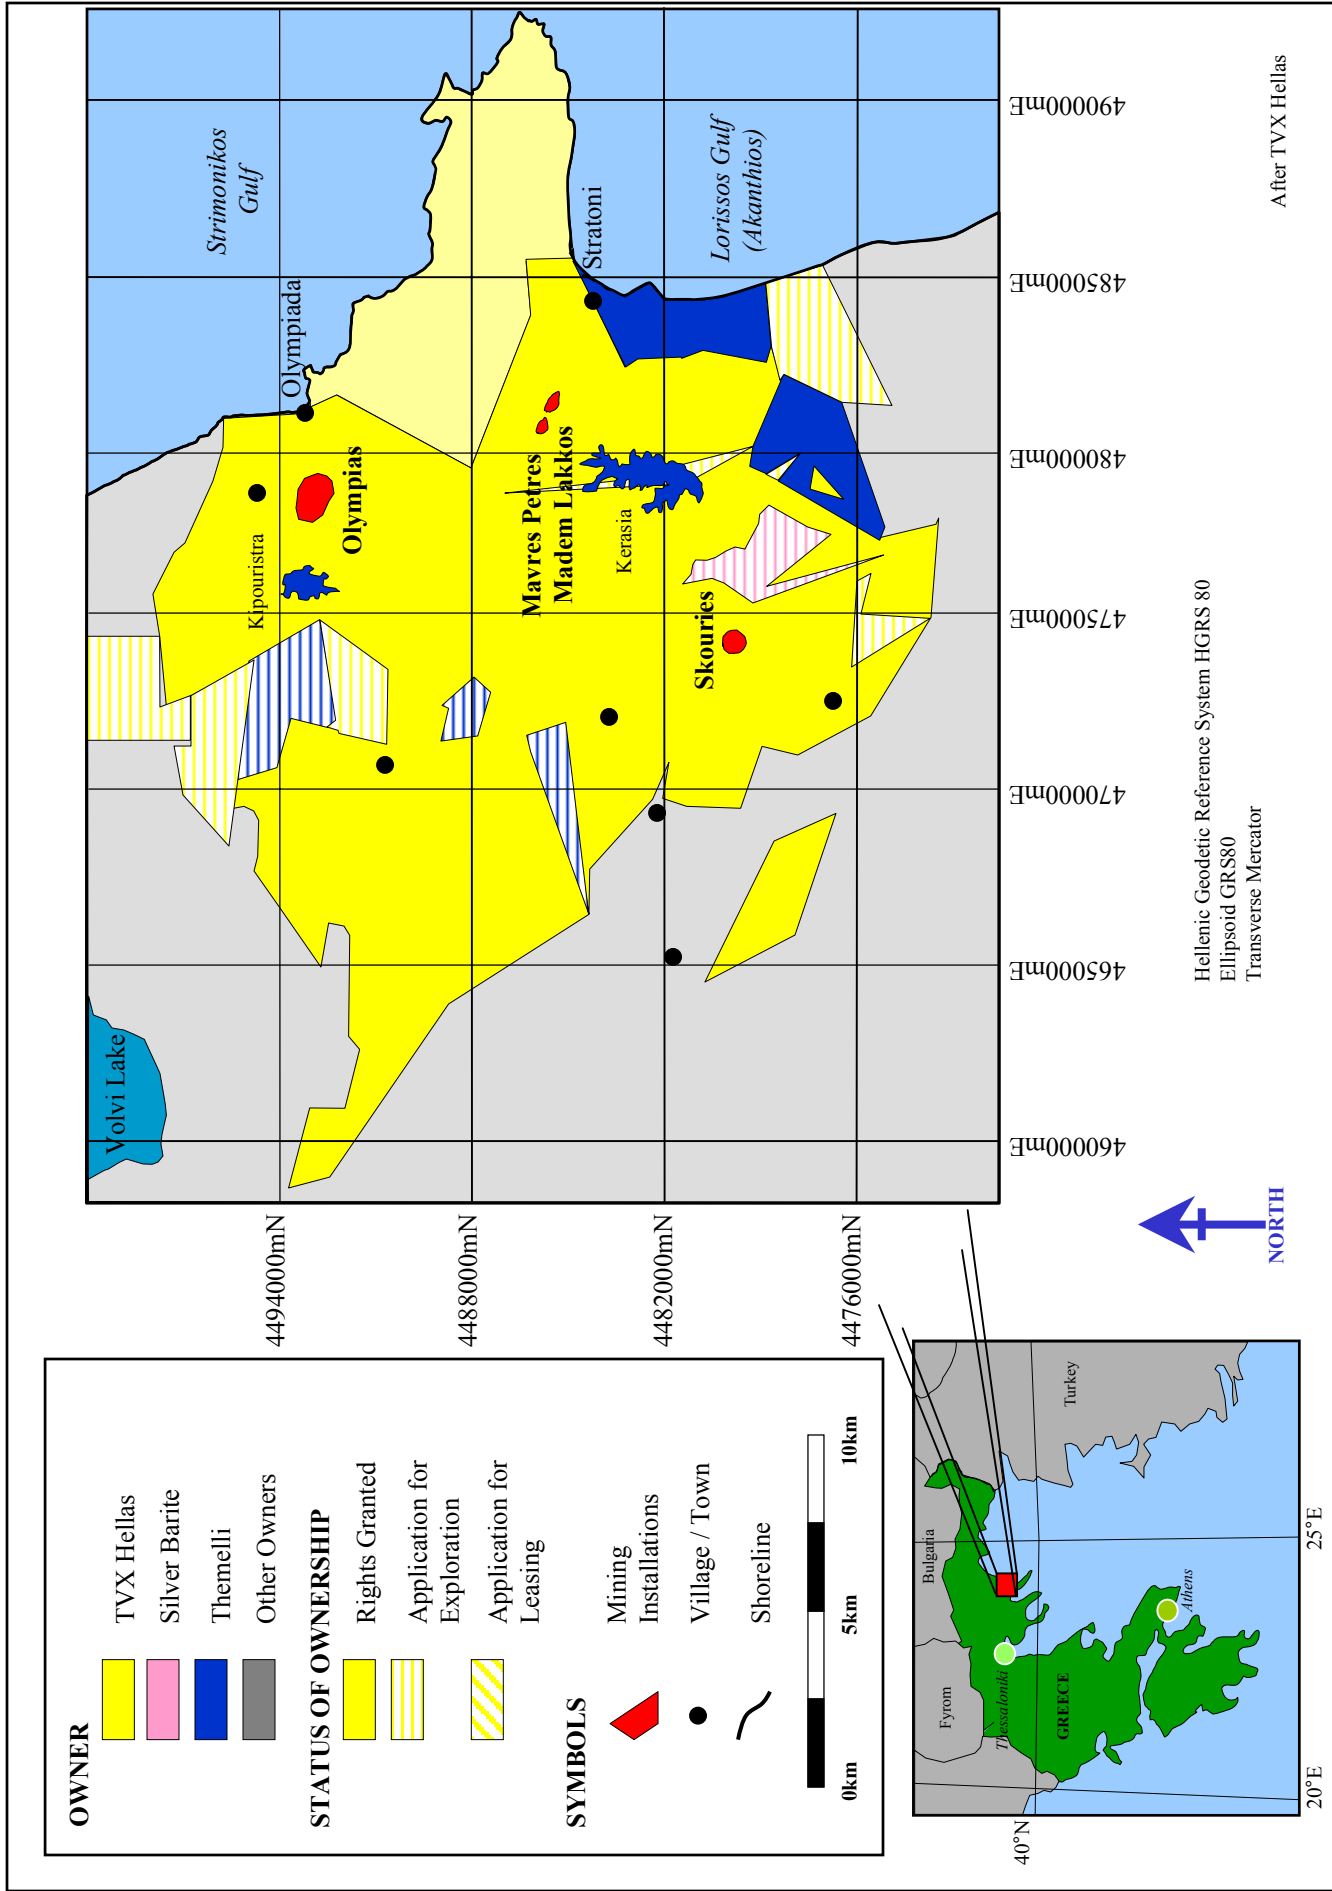 Strimonikos
Gulf
Olympiada
Stratoni
Lorissos Gulf
(Akanthios)
Kipouristra
Olympias
Mavres Petres
Madem Lakkos
Kerasia
Skouries
Volvi Lake
490000mE
485000mE
480000mE
475000mE
470000mE
465000mE
460000mE
4494000mN
4488000mN
4482000mN
4476000mN
After TVX Hellas
Hellenic Geodetic Reference System HGRS 80
Ellipsoid GRS80
Transverse Mercator
NORTH
OWNER
TVX Hellas
Silver Barite
Themelli
Other Owners
STATUS OF OWNERSHIP
Rights Granted
Application for
Exploration
Application for
Leasing
SYMBOLS
Mining
Installations
Village / Town
Shoreline
0km
5km
10km
Bulgaria
Turkey
Fyrom
Thessaloniki
GREECE
Athens
40°N
20°E
25°E